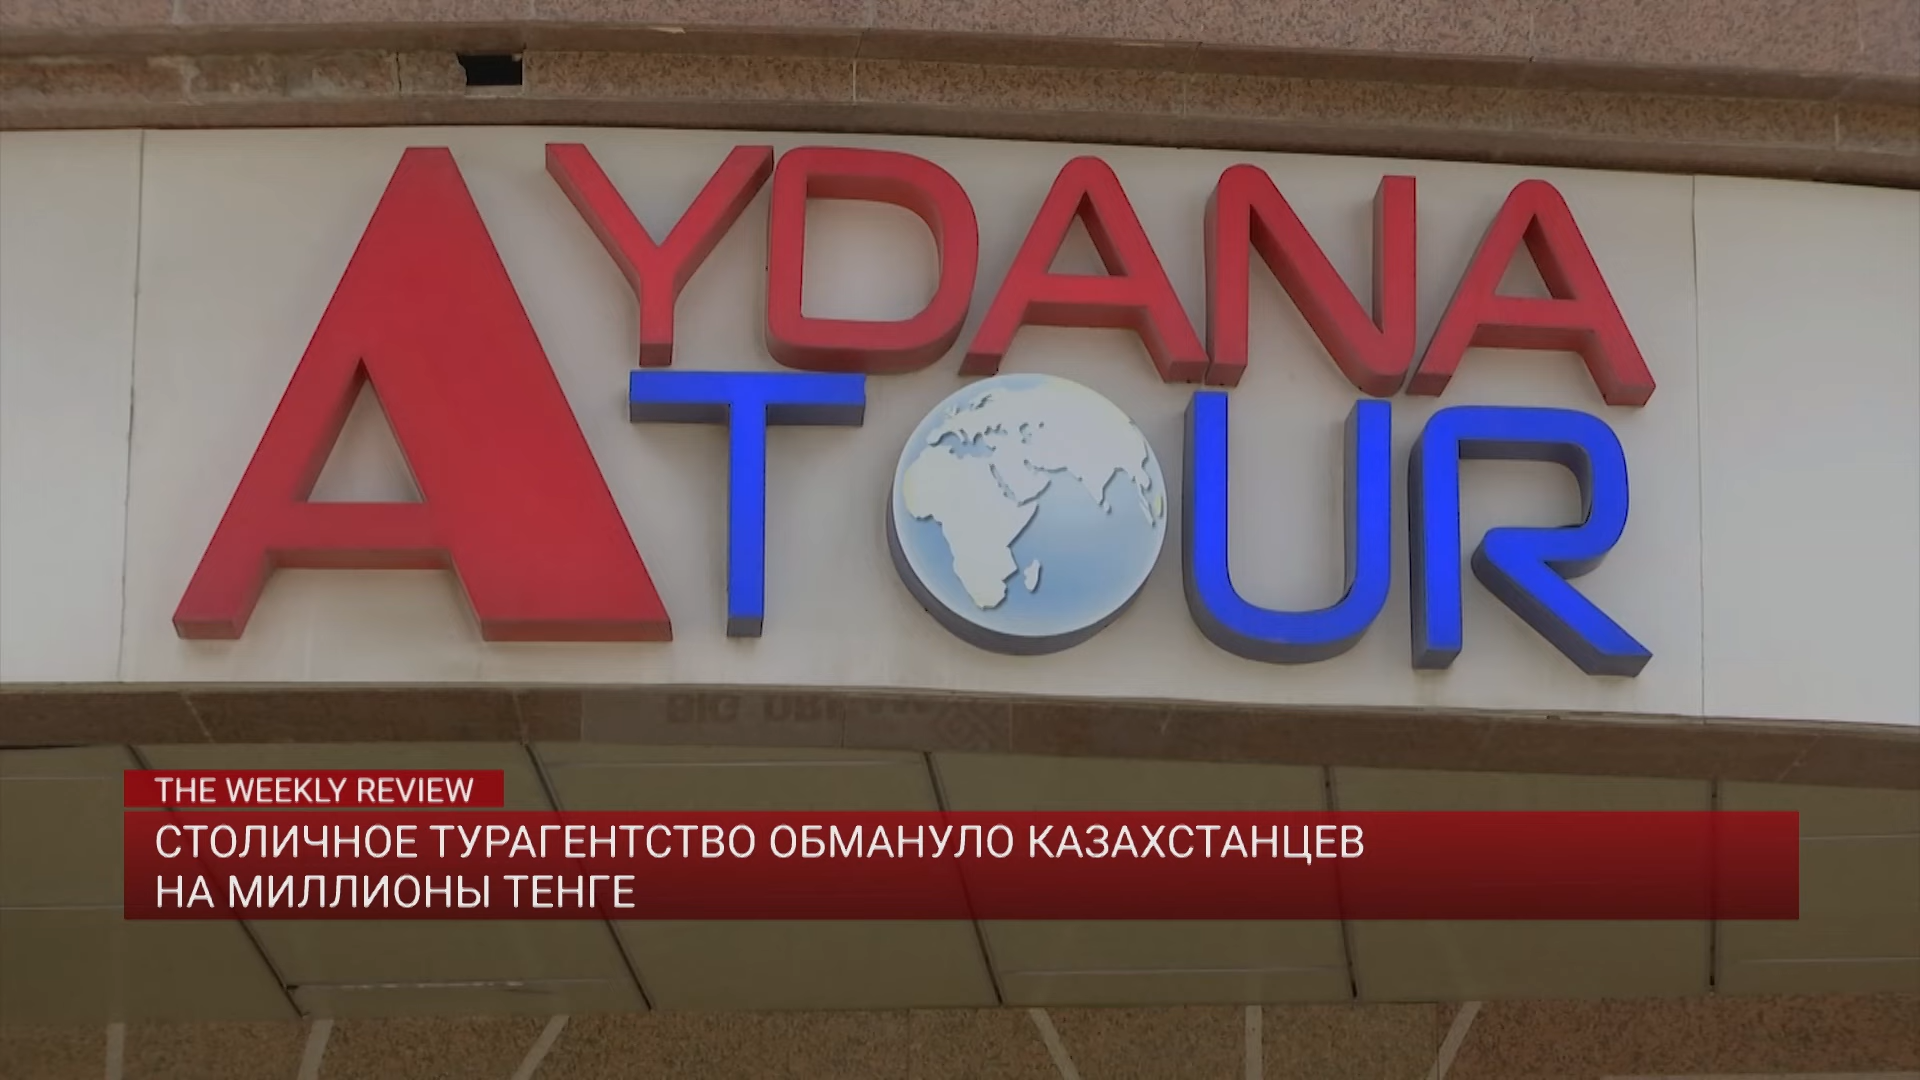 AYDANA
TOUR
THE WEEKLY REVIEW
СТОЛИЧНОЕ ТУРАГЕНТСТВО ОБМАНУЛО КАЗАХСТАНЦЕВ
НА МИЛЛИОНЫ ТЕНГЕ